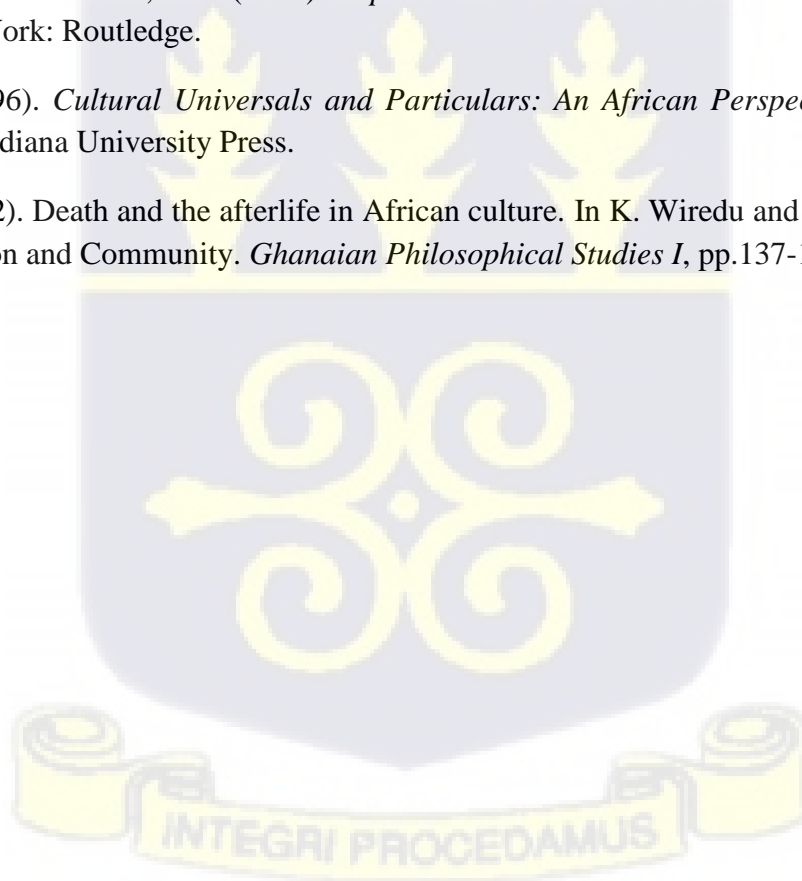 York: Routledge.
96). Cultural Universals and Particulars: An African Perspec
diana University Press.
2). Death and the afterlife in African culture. In K. Wiredu and
on and Community. Ghanaian Philosophical Studies I, pp.137-1
INTEGRI PROCEDAMUS